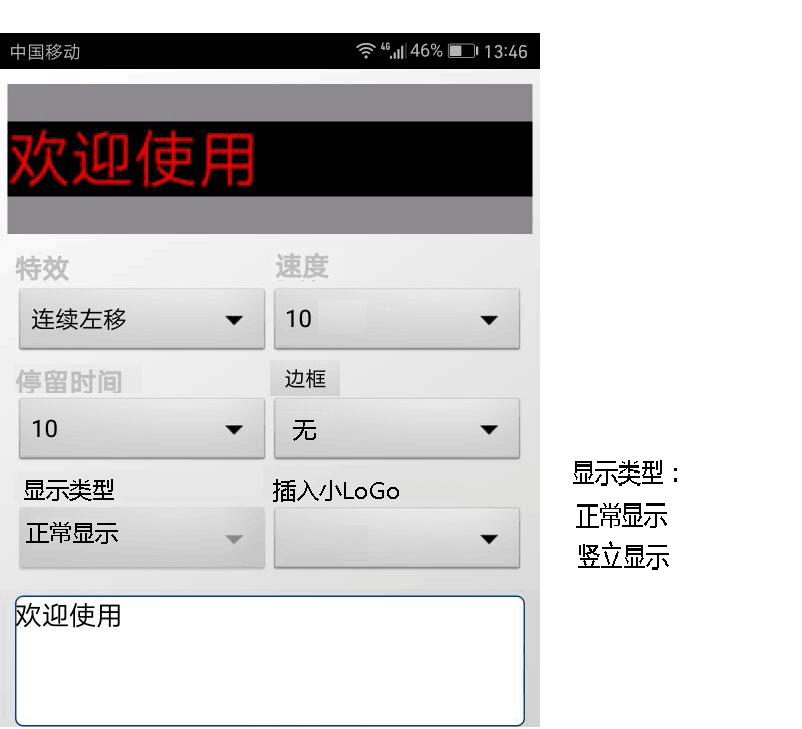 中国移动 4G 46% 13:46
欢迎使用
特效 速度
连续左移 10
停留时间 边框
10 无
显示类型 插入小LoGo
正常显示
欢迎使用
显示类型：
正常显示
竖立显示